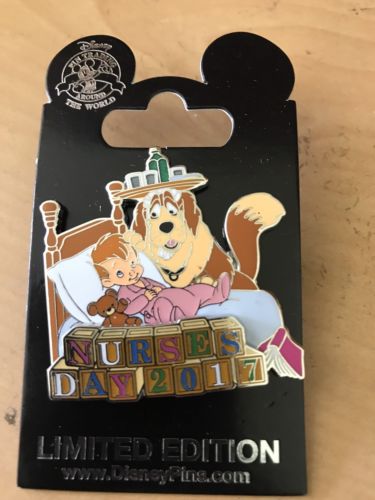 Disney
PIN TRADING
AROUND
THE WORLD
NURSES
DAY 2017
LIMITED EDITION
www.DisneyPins.com